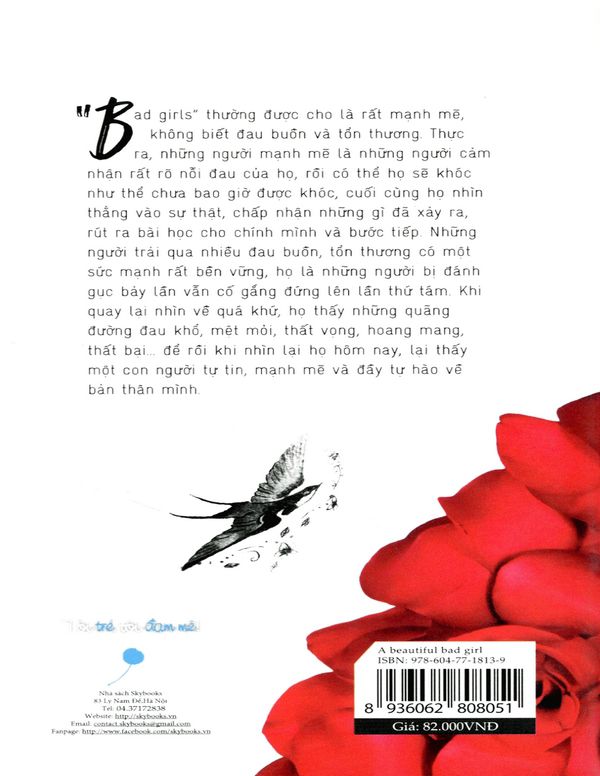 "Bad girls" thường được cho là rất mạnh mẽ,
không biết đau buồn và tổn thương. Thực
ra, những người mạnh mẽ là những người cảm
nhận rất rõ nỗi đau của họ, rồi có thể họ sẽ khóc
như thể chưa bao giờ được khóc, cuối cùng họ nhìn
thẳng vào sự thật, chấp nhận những gì đã xảy ra,
rút ra bài học cho chính mình và bước tiếp. Những
người trải qua nhiều đau buồn, tổn thương có một
sức mạnh rất bền vững, họ là những người bị đánh
gục bảy lần vẫn cố gắng đứng lên lần thứ tám. Khi
quay lại nhìn về quá khứ, họ thấy những quãng
đường đau khổ, mệt mỏi, thất vọng, hoang mang,
thất bại... để rồi khi nhìn lại họ hôm nay, lại thấy
một con người tự tin, mạnh mẽ và đầy tự hào về
bản thân mình.
trẻ đam mê!
Nhà sách Skybooks
83 Lý Nam Đế,Hà Nội
Tel: 04.37172838
Website: http://skybooks.vn
Email: contact.skybooks@gmail.com
Fanpage: http://www.facebook.com/skybooks.vn
A beautiful bad girl
ISBN: 978-604-77-1813-9
8 936062 808051
Giá: 82.000VNĐ